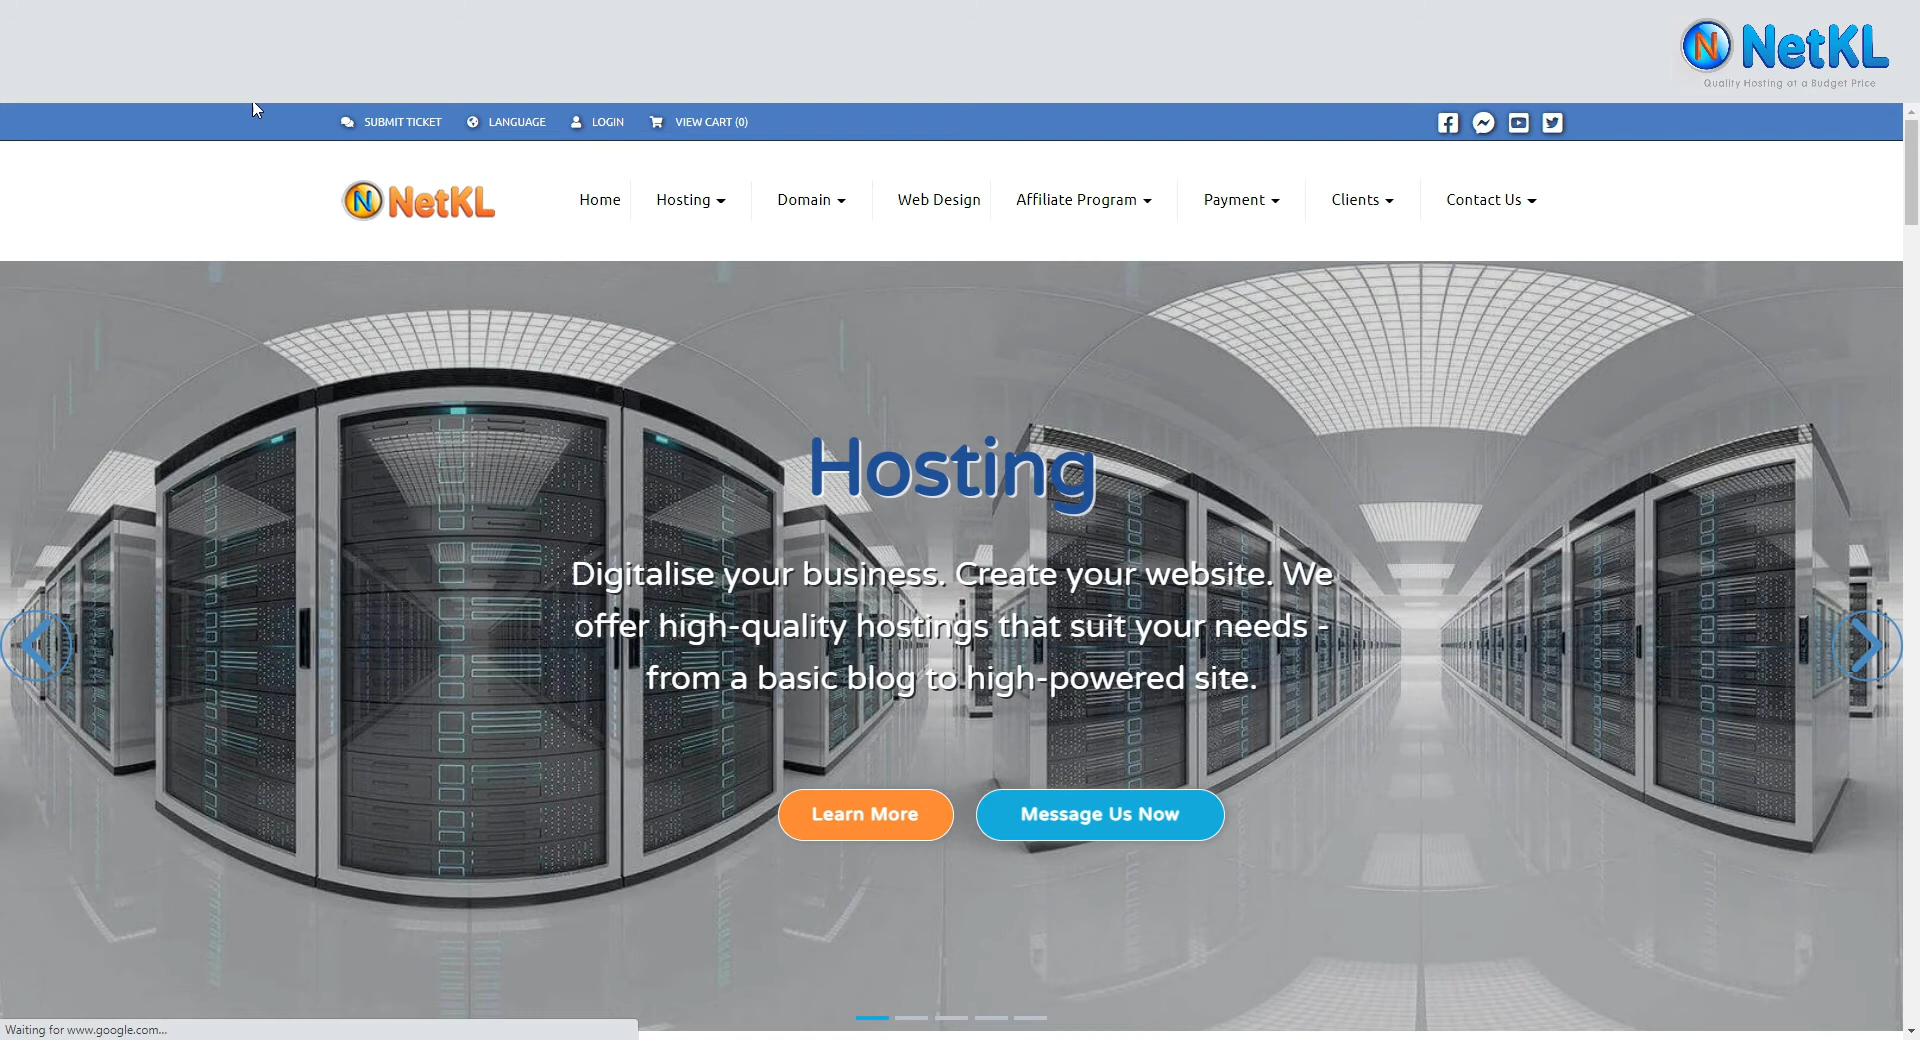 N NetKL
Quality Hosting at a Budget Price
SUBMIT TICKET LANGUAGE LOGIN VIEW CART (0)
N NetKL Home Hosting Domain Web Design Affiliate Program Payment Clients Contact Us
Hosting
Digitalise your business. Create your website. We
offer high-quality hostings that suit your needs -
from a basic blog to high-powered site.
Learn More Message Us Now
Waiting for www.google.com...